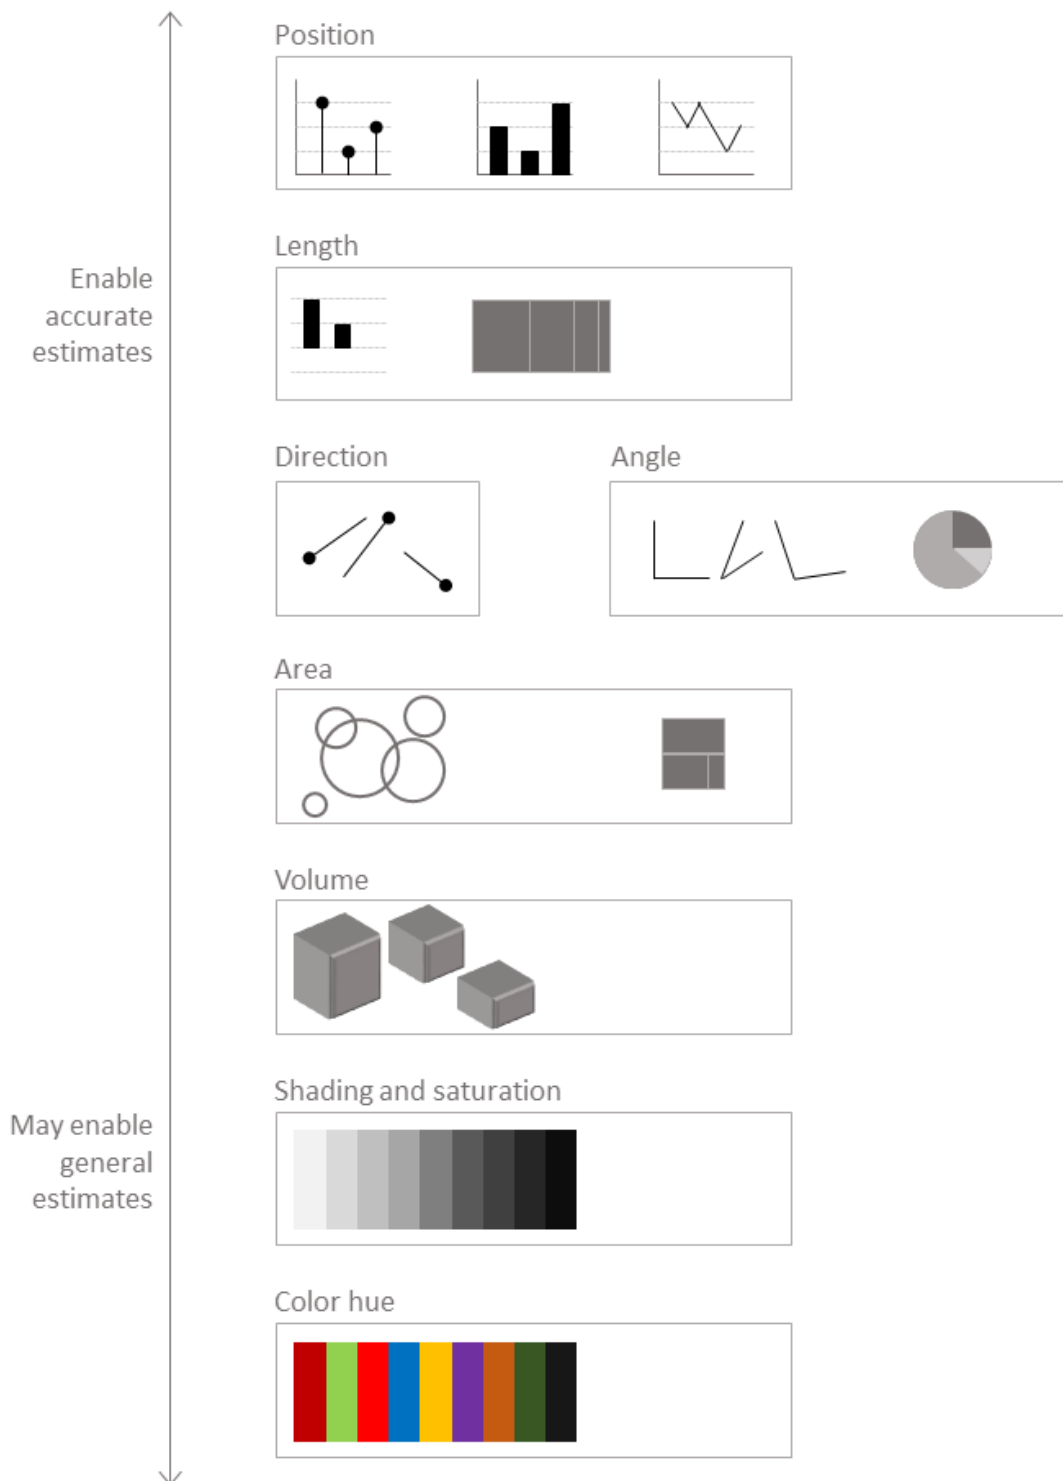 Position
Length
Enable
accurate
estimates
Direction
Angle
Area
Volume
Shading and saturation
May enable
general
estimates
Color hue